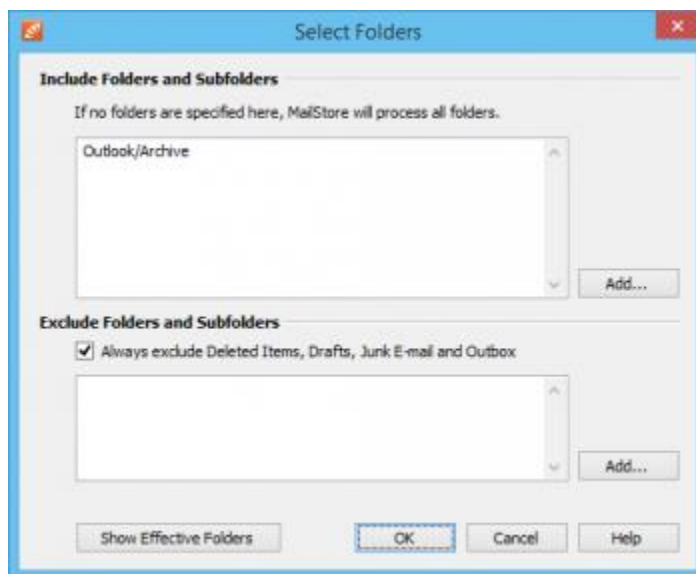 Select Folders
Include Folders and Subfolders
If no folders are specified here, MailStore will process all folders.
Outlook/Archive
Add...
Exclude Folders and Subfolders
Always exclude Deleted Items, Drafts, Junk E-mail and Outbox
Add...
Show Effective Folders OK Cancel Help